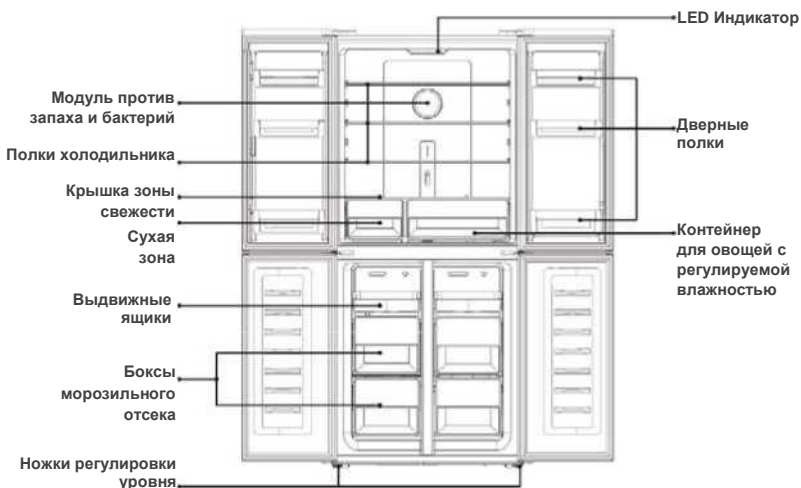 LED Индикатор
Модуль против
запаха и бактерий
Полки холодильника
Крышка зоны
свежести
Сухая
зона
Выдвижные
ящики
Боксы
морозильного
отсека
Ножки регулировки
уровня
Дверные
полки
Контейнер
для овощей с
регулируемой
влажностью